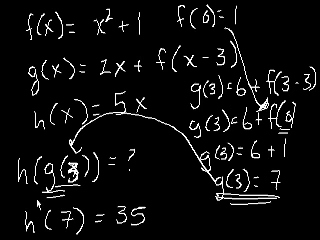 f(x) = x² + 1
g(x) = 2x + f(x-3)
h(x) = 5x
h(g(3)) = ?
h(7) = 35
f(0) = 1
g(3) = 6 + f(3-3)
g(3) = 6 + f(0)
g(3) = 6 + 1
g(3) = 7